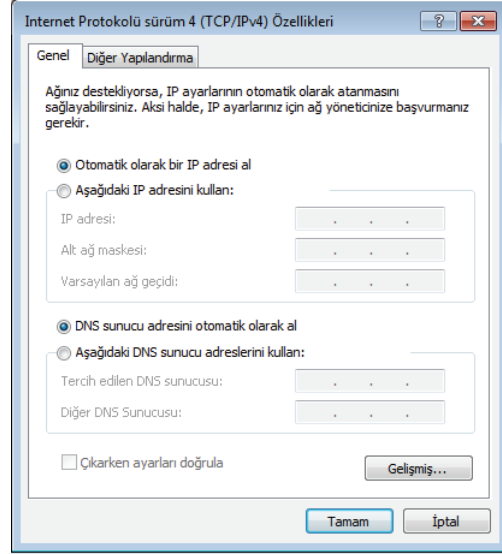 Internet Protokolü sürüm 4 (TCP/IPv4) Özellikleri
Genel
Diğer Yapılandırma
Ağınız destekliyorsa, IP ayarlarının otomatik olarak atanmasını
sağlayabilirsiniz. Aksi halde, IP ayarlarınız için ağ yöneticinize başvurmanız
gerekir.
Otomatik olarak bir IP adresi al
Aşağıdaki IP adresini kullan:
IP adresi:
Alt ağ maskesi:
Varsayılan ağ geçidi:
DNS sunucu adresini otomatik olarak al
Aşağıdaki DNS sunucu adreslerini kullan:
Tercih edilen DNS sunucusu:
Diğer DNS Sunucusu:
Çıkarken ayarları doğrula
Gelişmiş...
Tamam
İptal